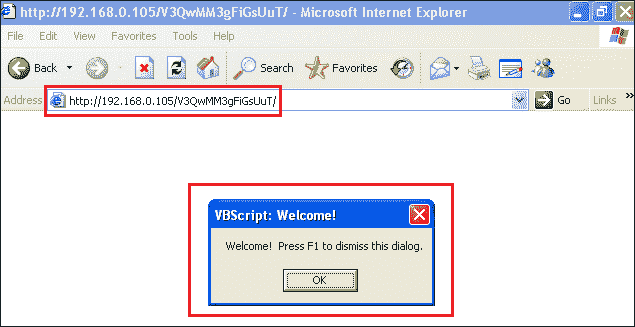 http://192.168.0.105/V3QwMM3gFiGsUuT/ - Microsoft Internet Explorer
File Edit View Favorites Tools Help
Back Search Favorites
Address http://192.168.0.105/V3QwMM3gFiGsUuT/ Go Links »
VBScript: Welcome!
Welcome! Press F1 to dismiss this dialog.
OK